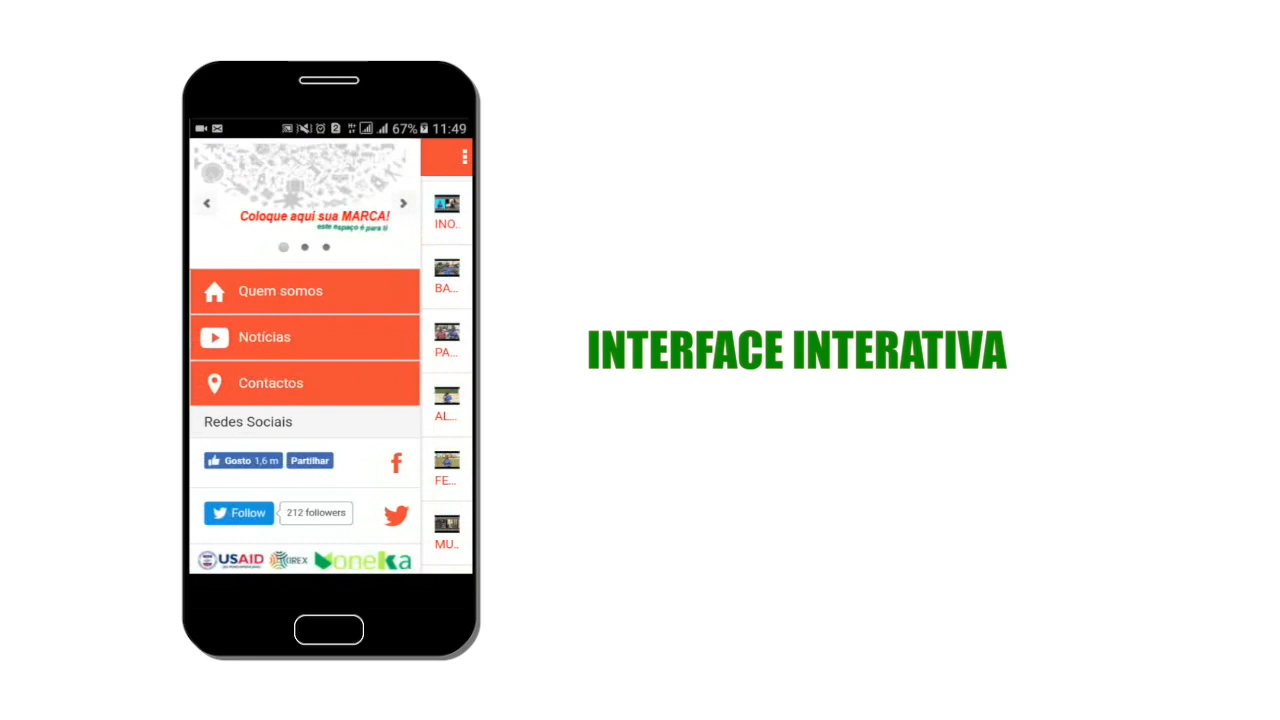 67% 11:49
Coloque aqui sua MARCA!
este espaço é para ti
Quem somos
Notícias
Contactos
Redes Sociais
Gosto 1,6 m Partilhar
Follow 212 followers
USAID IREX Voneka
INO..
BA...
PA...
AL...
FE...
MU..
INTERFACE INTERATIVA